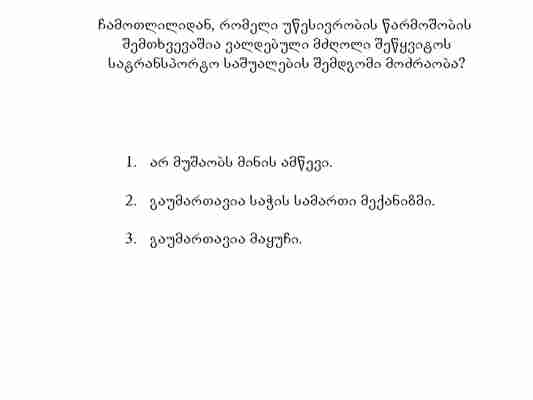 ჩამოთლილიდან, რომელი უწესივრობის წარმოშობის
შემთხვევაშია ვალდებული მძღოლი შეწყვიტოს
სატრანსპორტო საშუალების შემდგომი მოძრაობა?
1. არ მუშაობს მინის ამწევი.
2. გაუმართავია საჭის სამართი მექანიზმი.
3. გაუმართავია მაყუჩი.